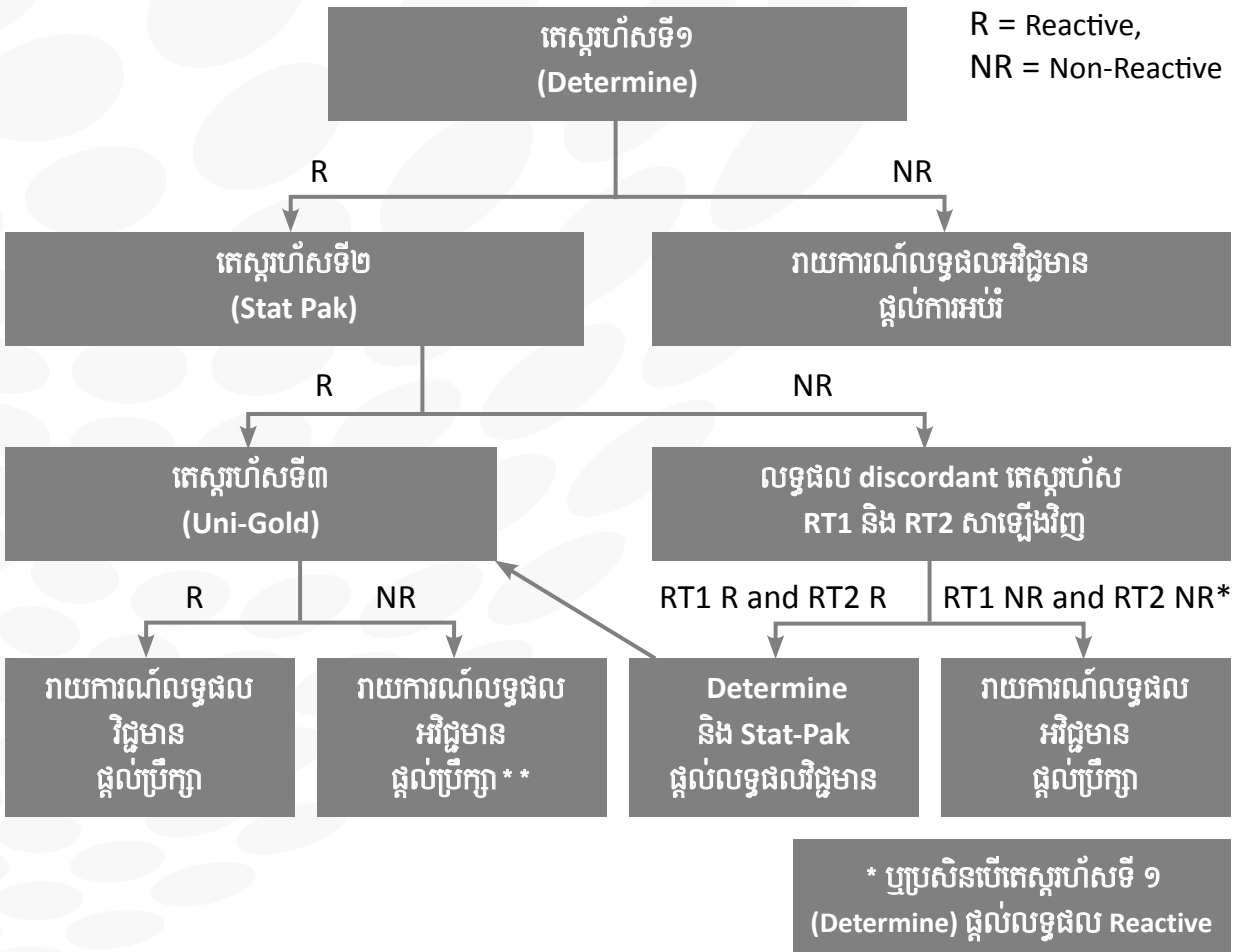 តេស្តរហ័សទី១
(Determine)
R = Reactive,
NR = Non-Reactive
R
NR
តេស្តរហ័សទី២
(Stat Pak)
រាយការណ៍លទ្ធផលអវិជ្ជមាន
ផ្តល់ការអប់រំ
R
NR
តេស្តរហ័សទី៣
(Uni-Gold)
លទ្ធផល discordant តេស្តរហ័ស
RT1 និង RT2 សាឡើងវិញ
R
NR
RT1 R and RT2 R
RT1 NR and RT2 NR*
រាយការណ៍លទ្ធផល
វិជ្ជមាន
ផ្តល់ប្រឹក្សា
រាយការណ៍លទ្ធផល
អវិជ្ជមាន
ផ្តល់ប្រឹក្សា * *
Determine
និង Stat-Pak
ផ្តល់លទ្ធផលវិជ្ជមាន
រាយការណ៍លទ្ធផល
អវិជ្ជមាន
ផ្តល់ប្រឹក្សា
* ឬប្រសិនបើតេស្តរហ័សទី ១
(Determine) ផ្តល់លទ្ធផល Reactive